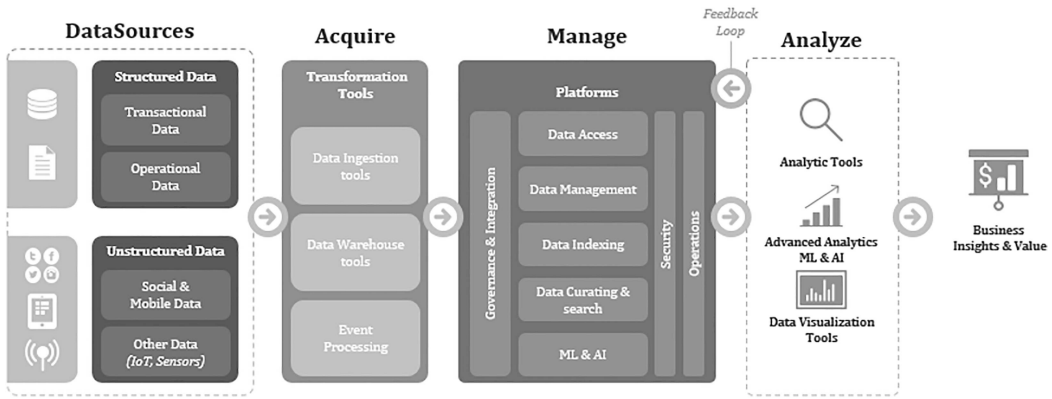 DataSources
Structured Data
Transactional
Data
Operational
Data
Unstructured Data
Social &
Mobile Data
Other Data
(IoT, Sensors)
Acquire
Transformation
Tools
Data Ingestion
tools
Data Warehouse
tools
Event
Processing
Manage
Platforms
Governance & Integration
Data Access
Data Management
Data Indexing
Data Curating &
search
ML & AI
Security
Operations
Feedback
Loop
Analyze
Analytic Tools
Advanced Analytics
ML & AI
Data Visualization
Tools
$
Business
Insights & Value